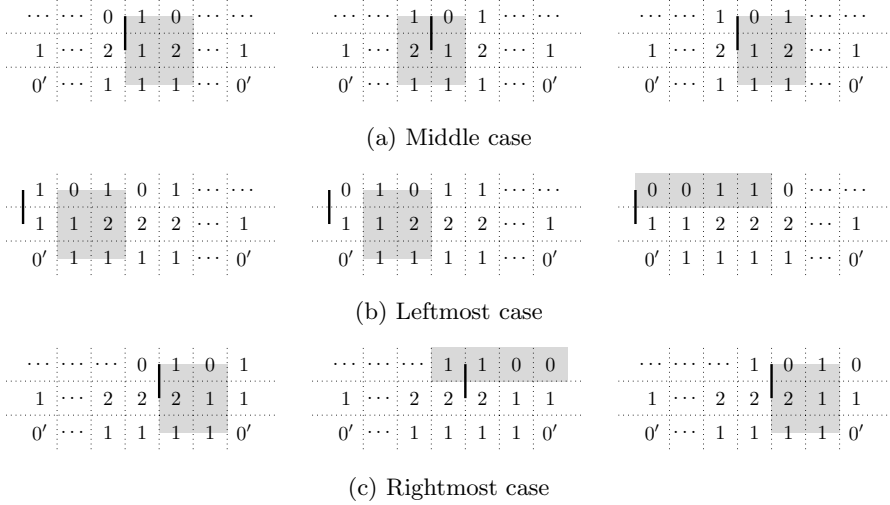 ⋯ ⋯ 0 1 0 ⋯ ⋯ ⋯ ⋯ 1 0 1 ⋯ ⋯ ⋯ ⋯ 1 0 1 ⋯ ⋯
1 ⋯ 2 1 2 ⋯ 1 1 ⋯ 2 1 2 ⋯ 1 1 ⋯ 2 1 2 ⋯ 1
0′ ⋯ 1 1 1 ⋯ 0′ 0′ ⋯ 1 1 1 ⋯ 0′ 0′ ⋯ 1 1 1 ⋯ 0′
(a) Middle case
1 0 1 0 1 ⋯ ⋯ 0 1 0 1 1 ⋯ ⋯ 0 0 1 1 0 ⋯ ⋯
1 1 2 2 2 ⋯ 1 1 1 2 2 2 ⋯ 1 1 1 2 2 2 ⋯ 1
0′ 1 1 1 1 ⋯ 0′ 0′ 1 1 1 1 ⋯ 0′ 0′ 1 1 1 1 ⋯ 0′
(b) Leftmost case
⋯ ⋯ ⋯ 0 1 0 1 ⋯ ⋯ ⋯ 1 1 0 0 ⋯ ⋯ ⋯ 1 0 1 0
1 ⋯ 2 2 2 1 1 1 ⋯ 2 2 2 1 1 1 ⋯ 2 2 2 1 1
0′ ⋯ 1 1 1 1 0′ 0′ ⋯ 1 1 1 1 0′ 0′ ⋯ 1 1 1 1 0′
(c) Rightmost case